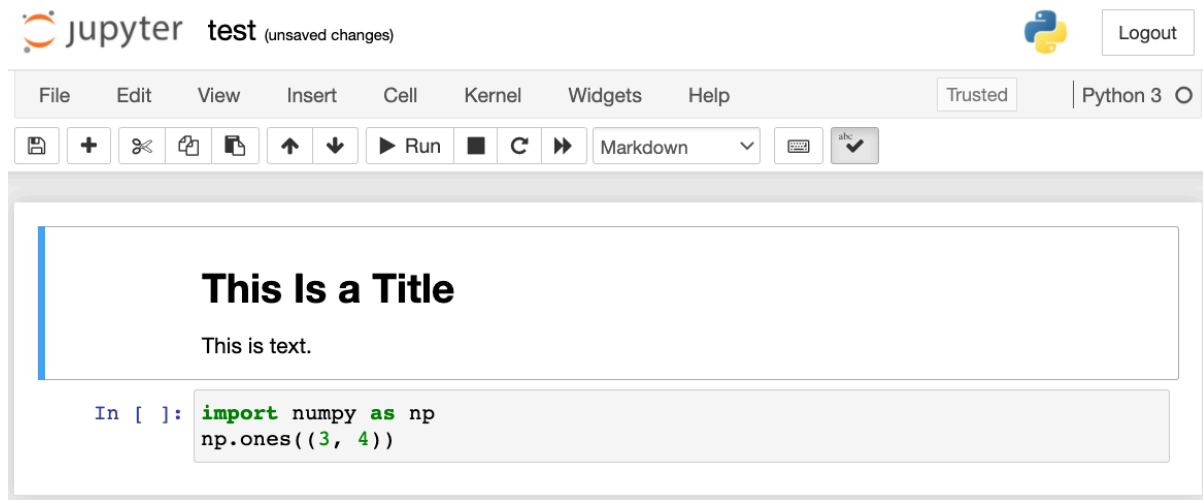 jupyter test (unsaved changes) Logout
File Edit View Insert Cell Kernel Widgets Help Trusted Python 3
Run Markdown abc
This Is a Title
This is text.
In [ ]: import numpy as np
np.ones((3, 4))